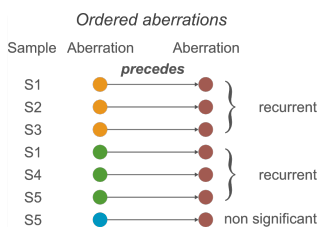 Ordered aberrations
Sample Aberration Aberration
precedes
S1
S2
S3
recurrent
S1
S4
S5
recurrent
S5 non significant